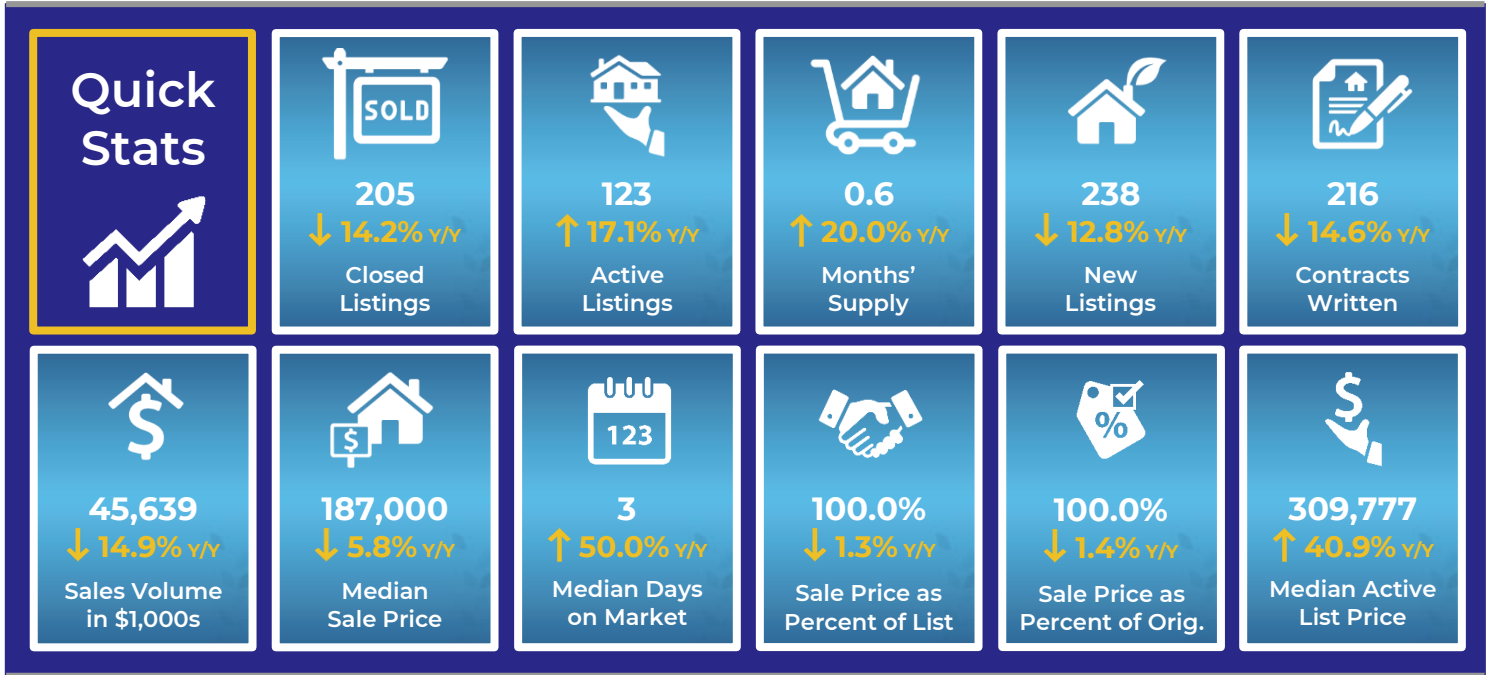 Quick
Stats
SOLD
205
↓ 14.2% Y/Y
Closed
Listings
123
↑ 17.1% Y/Y
Active
Listings
0.6
↑ 20.0% Y/Y
Months’
Supply
238
↓ 12.8% Y/Y
New
Listings
216
↓ 14.6% Y/Y
Contracts
Written
$
45,639
↓ 14.9% Y/Y
Sales Volume
in $1,000s
$
187,000
↓ 5.8% Y/Y
Median
Sale Price
123
3
↑ 50.0% Y/Y
Median Days
on Market
100.0%
↓ 1.3% Y/Y
Sale Price as
Percent of List
%
100.0%
↓ 1.4% Y/Y
Sale Price as
Percent of Orig.
$
309,777
↑ 40.9% Y/Y
Median Active
List Price